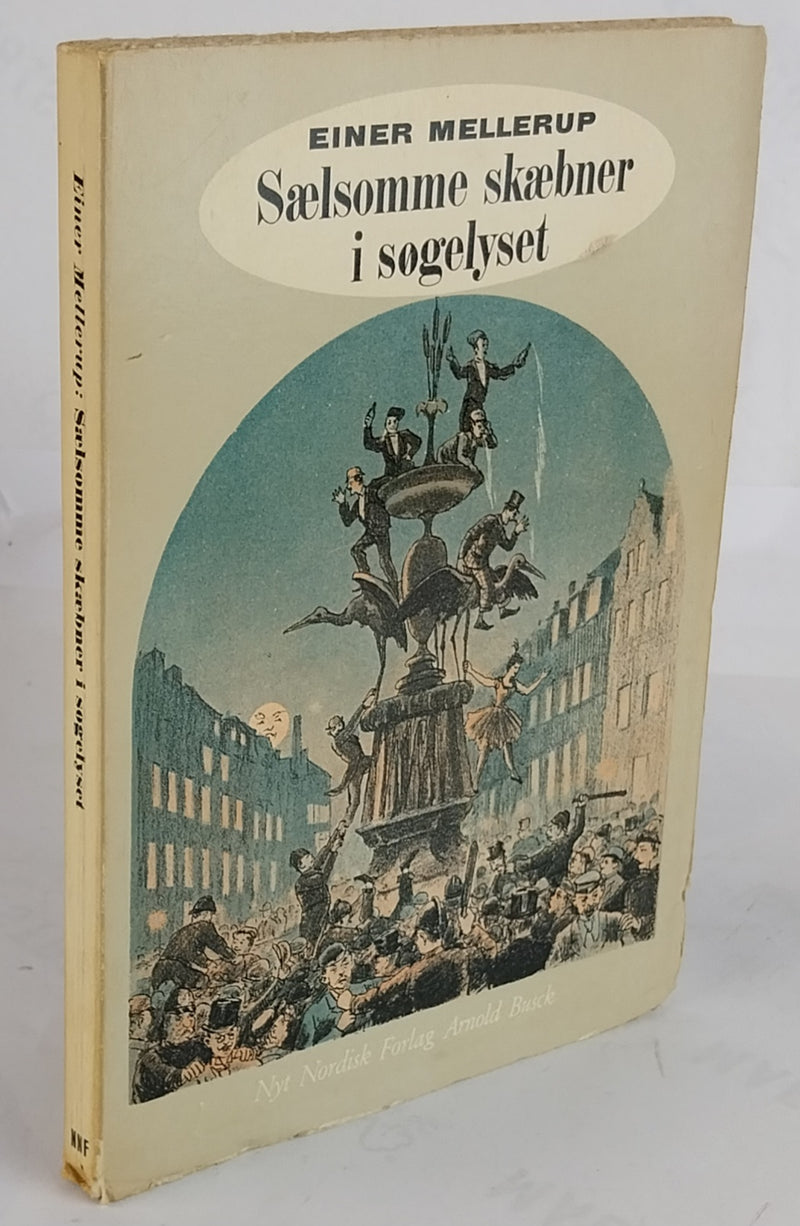 EINER MELLERUP
Sælsomme skæbner
i søgelyset
Nyt Nordisk Forlag Arnold Busck
Einer Mellerup: Sælsomme skæbner i søgelyset
NNF